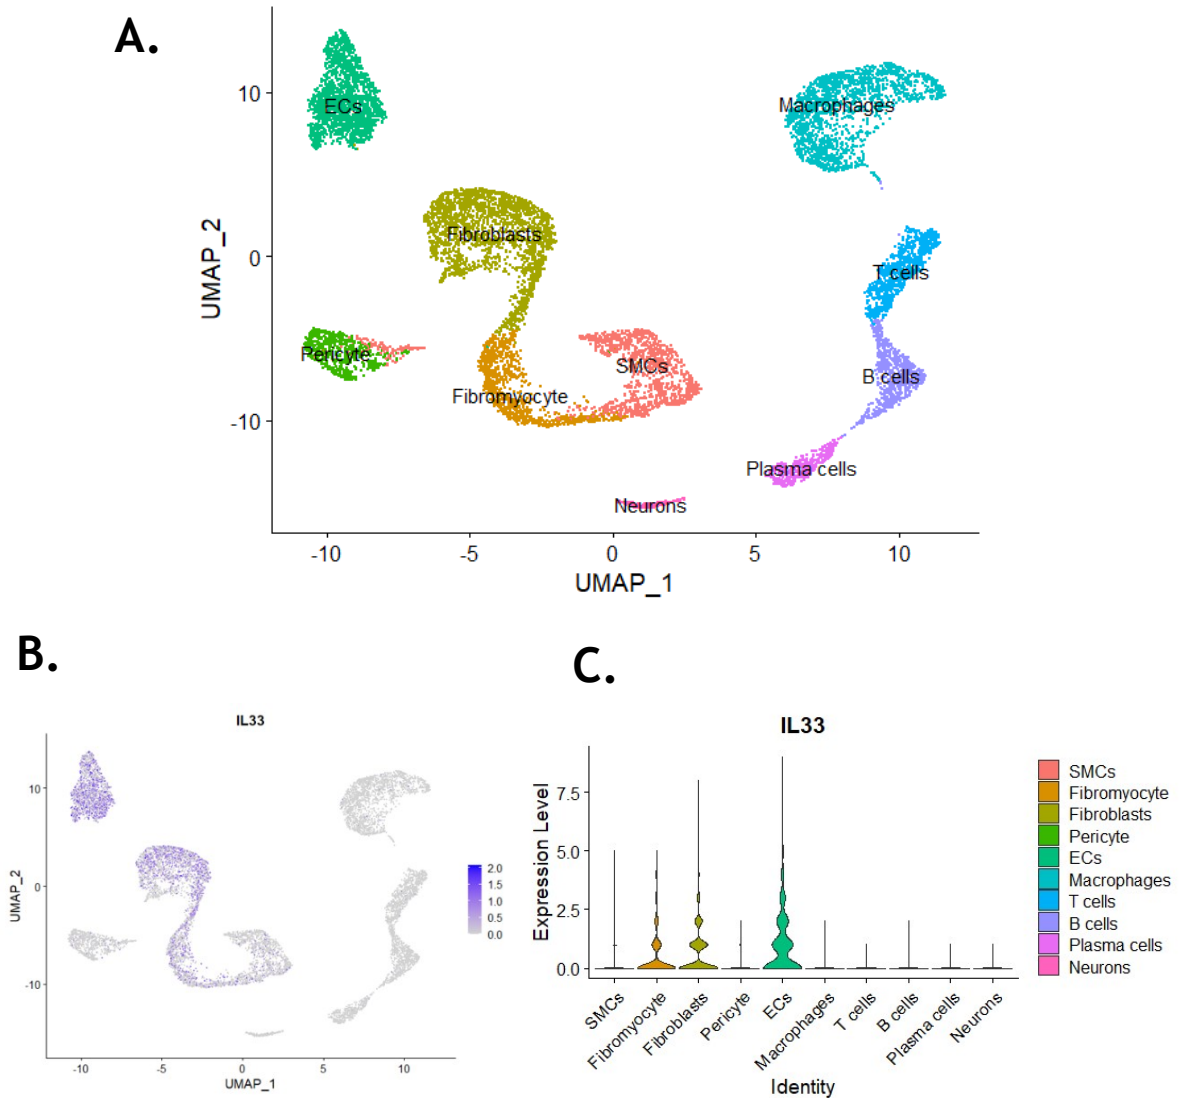 A.
10
0
-10
UMAP_2
ECs
Macrophages
Fibroblasts
T cells
Pericyte
SMCs
B cells
Fibromyocyte
Plasma cells
Neurons
-10
-5
0
5
10
UMAP_1
B.
IL33
10
0
-10
UMAP_2
-10
-5
0
5
10
UMAP_1
2.0
1.5
1.0
0.5
0.0
C.
IL33
7.5
5.0
2.5
0.0
Expression Level
SMCs
Fibromyocyte
Fibroblasts
Pericyte
ECs
Macrophages
T cells
B cells
Plasma cells
Neurons
Identity
SMCs
Fibromyocyte
Fibroblasts
Pericyte
ECs
Macrophages
T cells
B cells
Plasma cells
Neurons